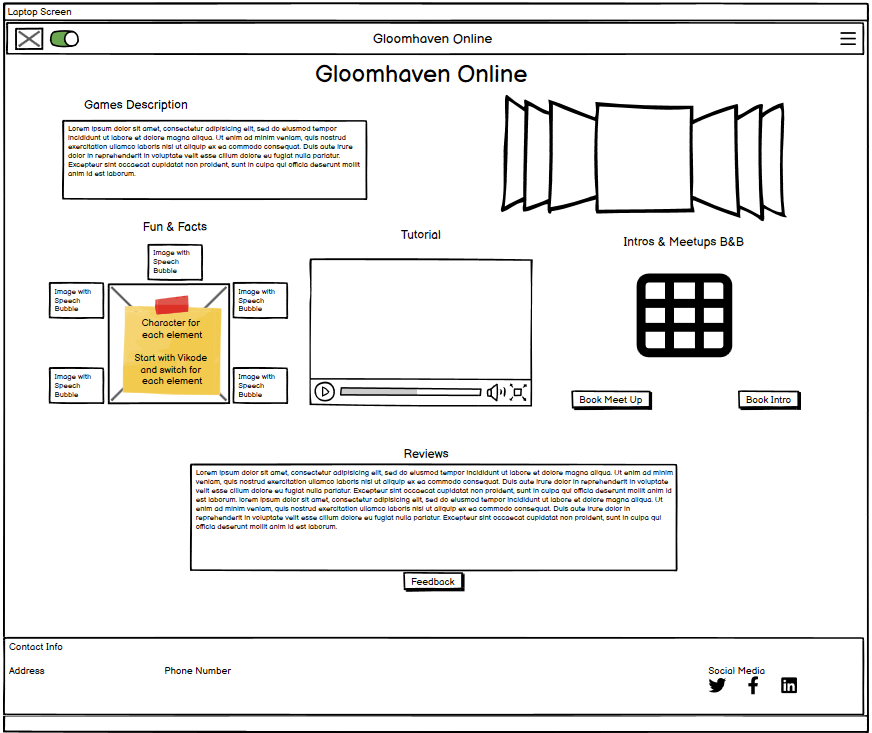 Laptop Screen
Gloomhaven Online
Gloomhaven Online
Games Description
Lorem ipsum dolor sit amet, consectetur adipisicing elit, sed do eiusmod tempor
incididunt ut labore et dolore magna aliqua. Ut enim ad minim veniam, quis nostrud
exercitation ullamco laboris nisi ut aliquip ex ea commodo consequat. Duis aute irure
dolor in reprehenderit in voluptate velit esse cillum dolore eu fugiat nulla pariatur.
Excepteur sint occaecat cupidatat non proident, sunt in culpa qui officia deserunt mollit
anim id est laborum.
Fun & Facts
Image with
Speech
Bubble
Image with
Speech
Bubble
Image with
Speech
Bubble
Character for
each element
Start with Vikode
and switch for
each element
Image with
Speech
Bubble
Image with
Speech
Bubble
Tutorial
Intros & Meetups B&B
Book Meet Up
Book Intro
Reviews
Lorem ipsum dolor sit amet, consectetur adipisicing elit, sed do eiusmod tempor incididunt ut labore et dolore magna aliqua. Ut enim ad minim
veniam, quis nostrud exercitation ullamco laboris nisi ut aliquip ex ea commodo consequat. Duis aute irure dolor in reprehenderit in voluptate
velit esse cillum dolore eu fugiat nulla pariatur. Excepteur sint occaecat cupidatat non proident, sunt in culpa qui officia deserunt mollit anim id
est laborum. lorem ipsum dolor sit amet, consectetur adipisicing elit, sed do eiusmod tempor incididunt ut labore et dolore magna aliqua. Ut
enim ad minim veniam, quis nostrud exercitation ullamco laboris nisi ut aliquip ex ea commodo consequat. Duis aute irure dolor in
reprehenderit in voluptate velit esse cillum dolore eu fugiat nulla pariatur. Excepteur sint occaecat cupidatat non proident, sunt in culpa qui
officia deserunt mollit anim id est laborum.
Feedback
Contact Info
Address
Phone Number
Social Media